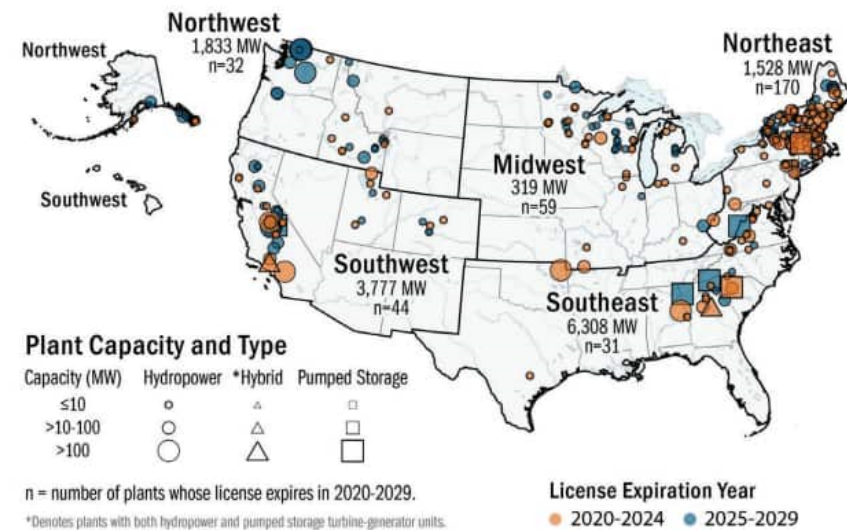 Northwest
1,833 MW
n=32
Northwest
Northeast
1,528 MW
n=170
Midwest
319 MW
n=59
Southwest
Southwest
3,777 MW
n=44
Southeast
6,308 MW
n=31
Plant Capacity and Type
Capacity (MW) Hydropower *Hybrid Pumped Storage
≤10
>10-100
>100
n = number of plants whose license expires in 2020-2029.
*Denotes plants with both hydropower and pumped storage turbine-generator units.
License Expiration Year
2020-2024 2025-2029